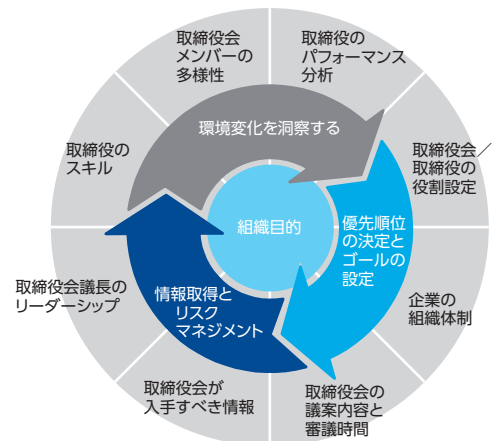 取締役会
メンバーの
多様性
取締役の
パフォーマンス
分析
環境変化を洞察する
取締役の
スキル
取締役会／
取締役の
役割設定
組織目的
優先順位
の決定と
ゴールの
設定
取締役会議長の
リーダーシップ
情報取得と
リスク
マネジメント
企業の
組織体制
取締役会が
入手すべき情報
取締役会の
議案内容と
審議時間